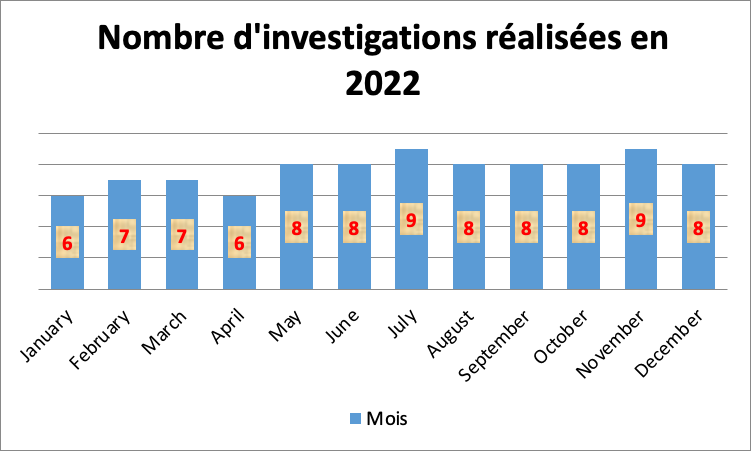 Nombre d'investigations réalisées en
2022
6 7 7 6 8 8 9 8 8 8 9 8
January February March April May June July August September October November December
Mois